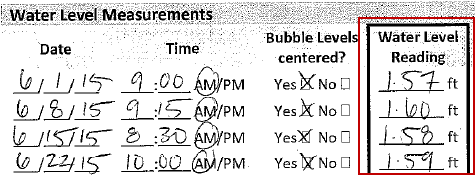 Water Level Measurements
Date Time Bubble Levels centered? Water Level Reading
6/1/15 9:00 AM/PM Yes ☒ No ☐ 1.57 ft
6/8/15 9:15 AM/PM Yes ☒ No ☐ 1.60 ft
6/15/15 8:30 AM/PM Yes ☒ No ☐ 1.58 ft
6/22/15 10:00 AM/PM Yes ☒ No ☐ 1.59 ft